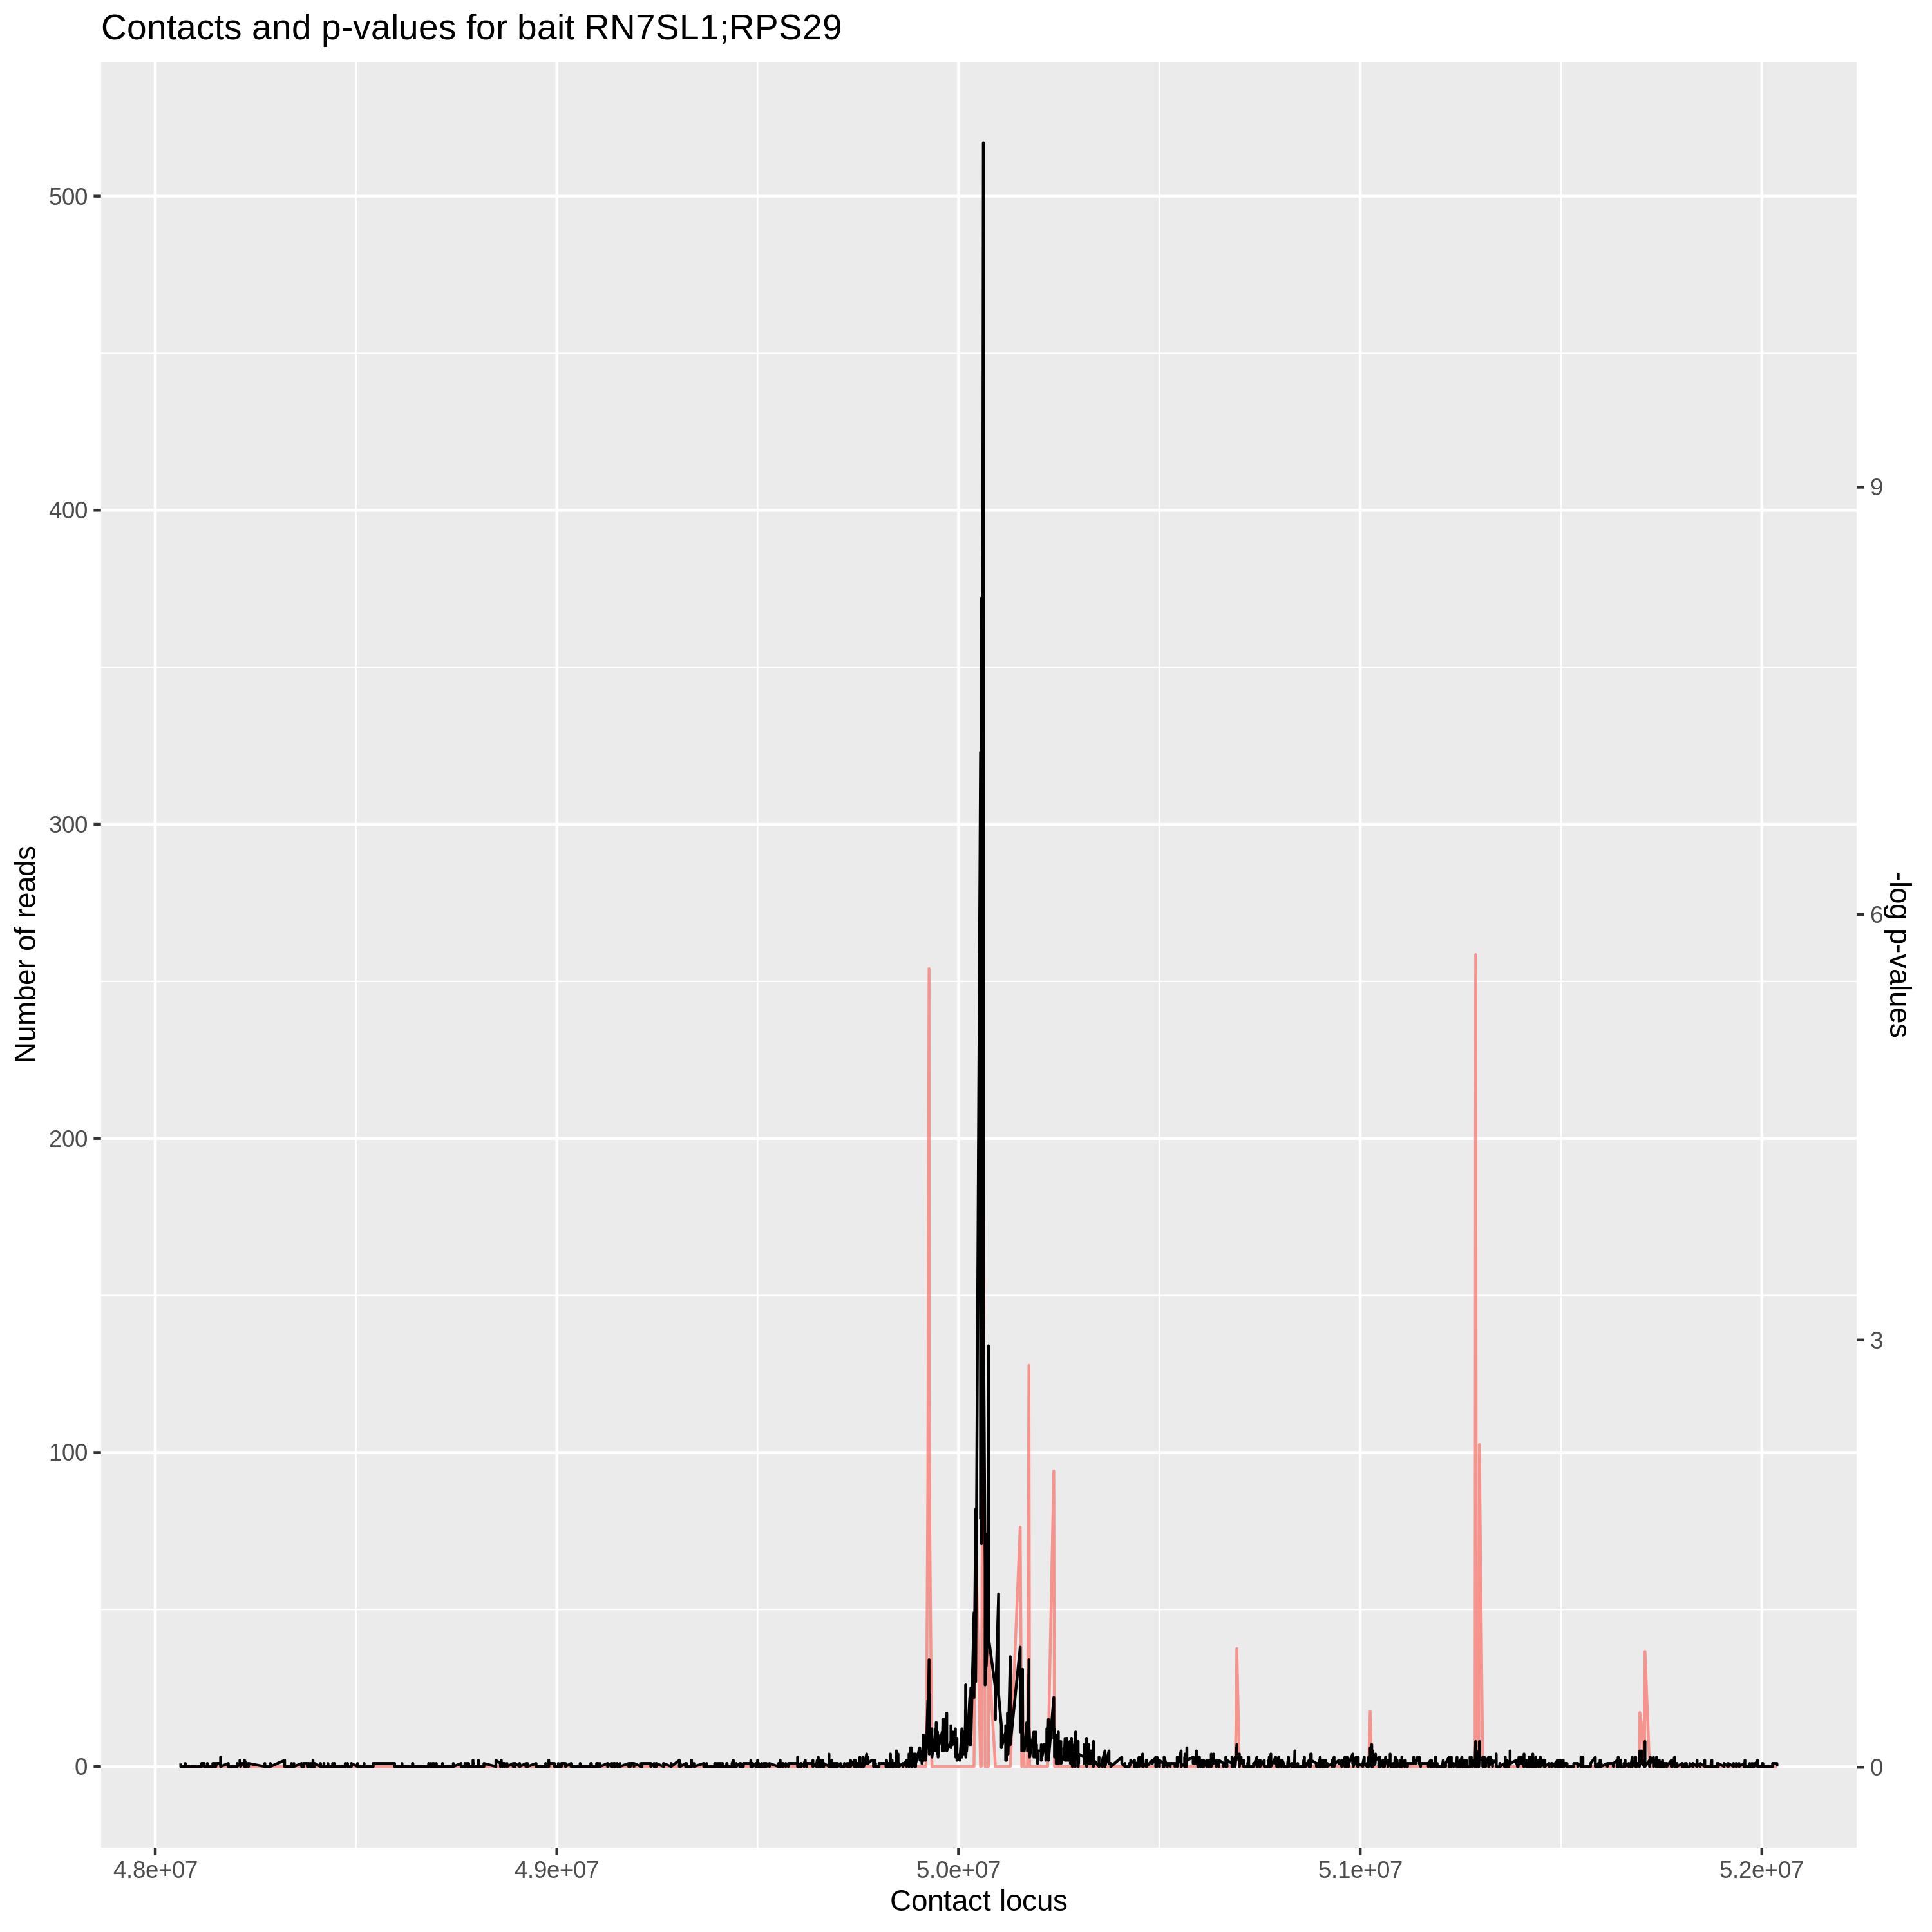 Contacts and p-values for bait RN7SL1;RPS29
500
400
300
200
100
0
Number of reads
9
6
3
0
-log p-values
4.8e+07
4.9e+07
5.0e+07
5.1e+07
5.2e+07
Contact locus